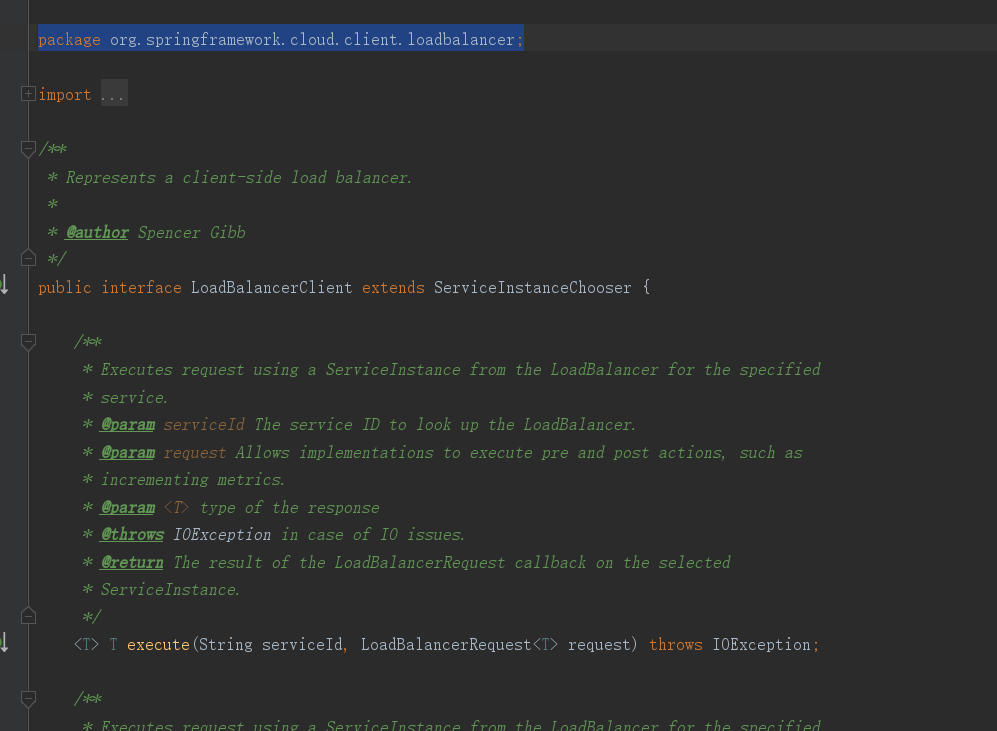 package org.springframework.cloud.client.loadbalancer;
import ...
/**
* Represents a client-side load balancer.
*
* @author Spencer Gibb
*/
public interface LoadBalancerClient extends ServiceInstanceChooser {
/**
* Executes request using a ServiceInstance from the LoadBalancer for the specified
* service.
* @param serviceId The service ID to look up the LoadBalancer.
* @param request Allows implementations to execute pre and post actions, such as
* incrementing metrics.
* @param <T> type of the response
* @throws IOException in case of IO issues.
* @return The result of the LoadBalancerRequest callback on the selected
* ServiceInstance.
*/
<T> T execute(String serviceId, LoadBalancerRequest<T> request) throws IOException;
/**
* Executes request using a ServiceInstance from the LoadBalancer for the specified